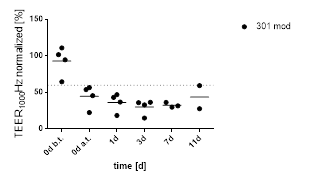 301 mod
TEER1000Hz normalized [%]
150
100
50
0
0d b.t.
0d a.t.
1d
3d
7d
11d
time [d]